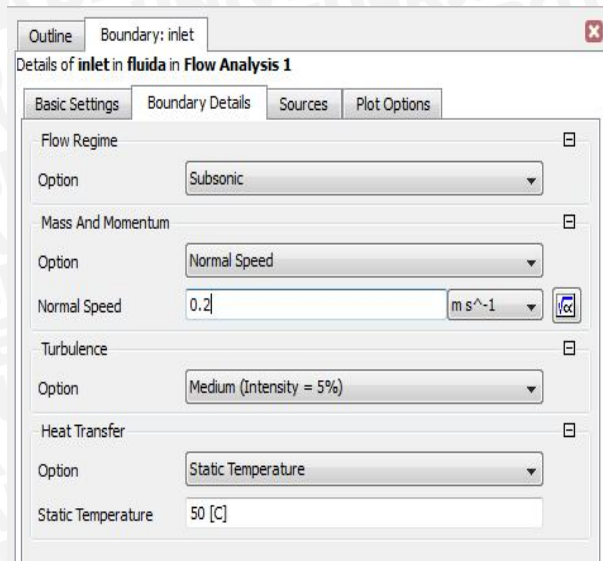 Outline Boundary: inlet
Details of inlet in fluida in Flow Analysis 1
Basic Settings Boundary Details Sources Plot Options
Flow Regime
Option Subsonic
Mass And Momentum
Option Normal Speed
Normal Speed 0.2 m s^-1
Turbulence
Option Medium (Intensity = 5%)
Heat Transfer
Option Static Temperature
Static Temperature 50 [C]